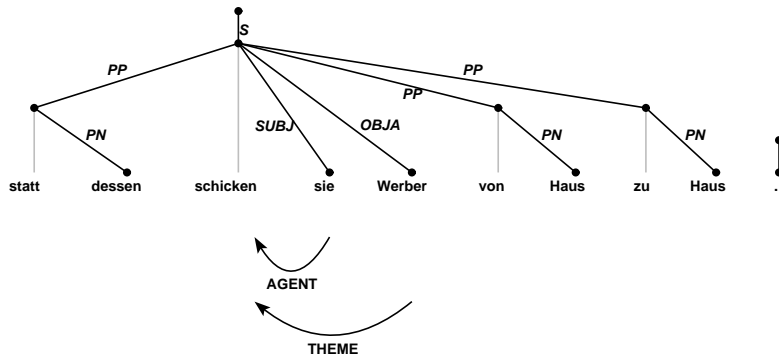 S
PP PP
PP
PN SUBJ OBJA PN PN
statt dessen schicken sie Werber von Haus zu Haus .
AGENT
THEME